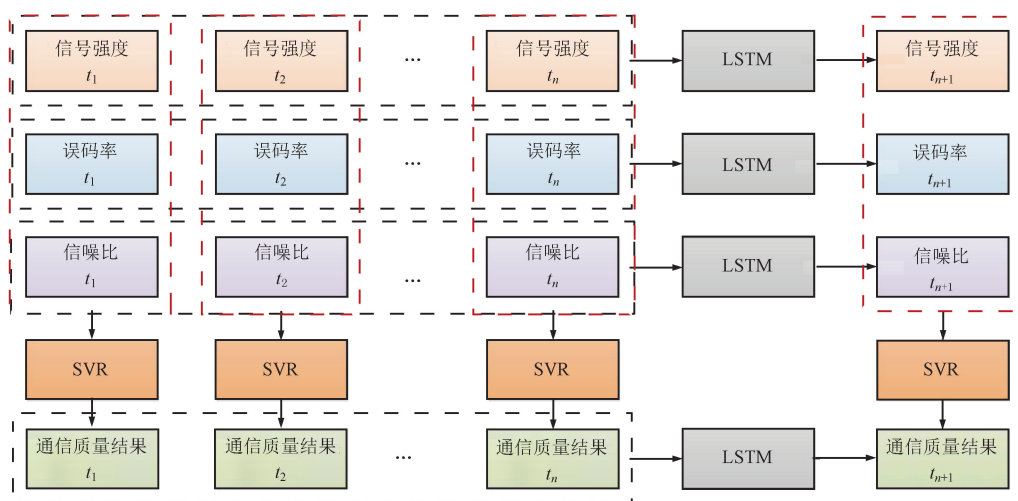 信号强度
t1
信号强度
t2
...
信号强度
tn
LSTM
信号强度
tn+1
误码率
t1
误码率
t2
...
误码率
tn
LSTM
误码率
tn+1
信噪比
t1
信噪比
t2
...
信噪比
tn
LSTM
信噪比
tn+1
SVR
SVR
SVR
SVR
通信质量结果
t1
通信质量结果
t2
...
通信质量结果
tn
LSTM
通信质量结果
tn+1